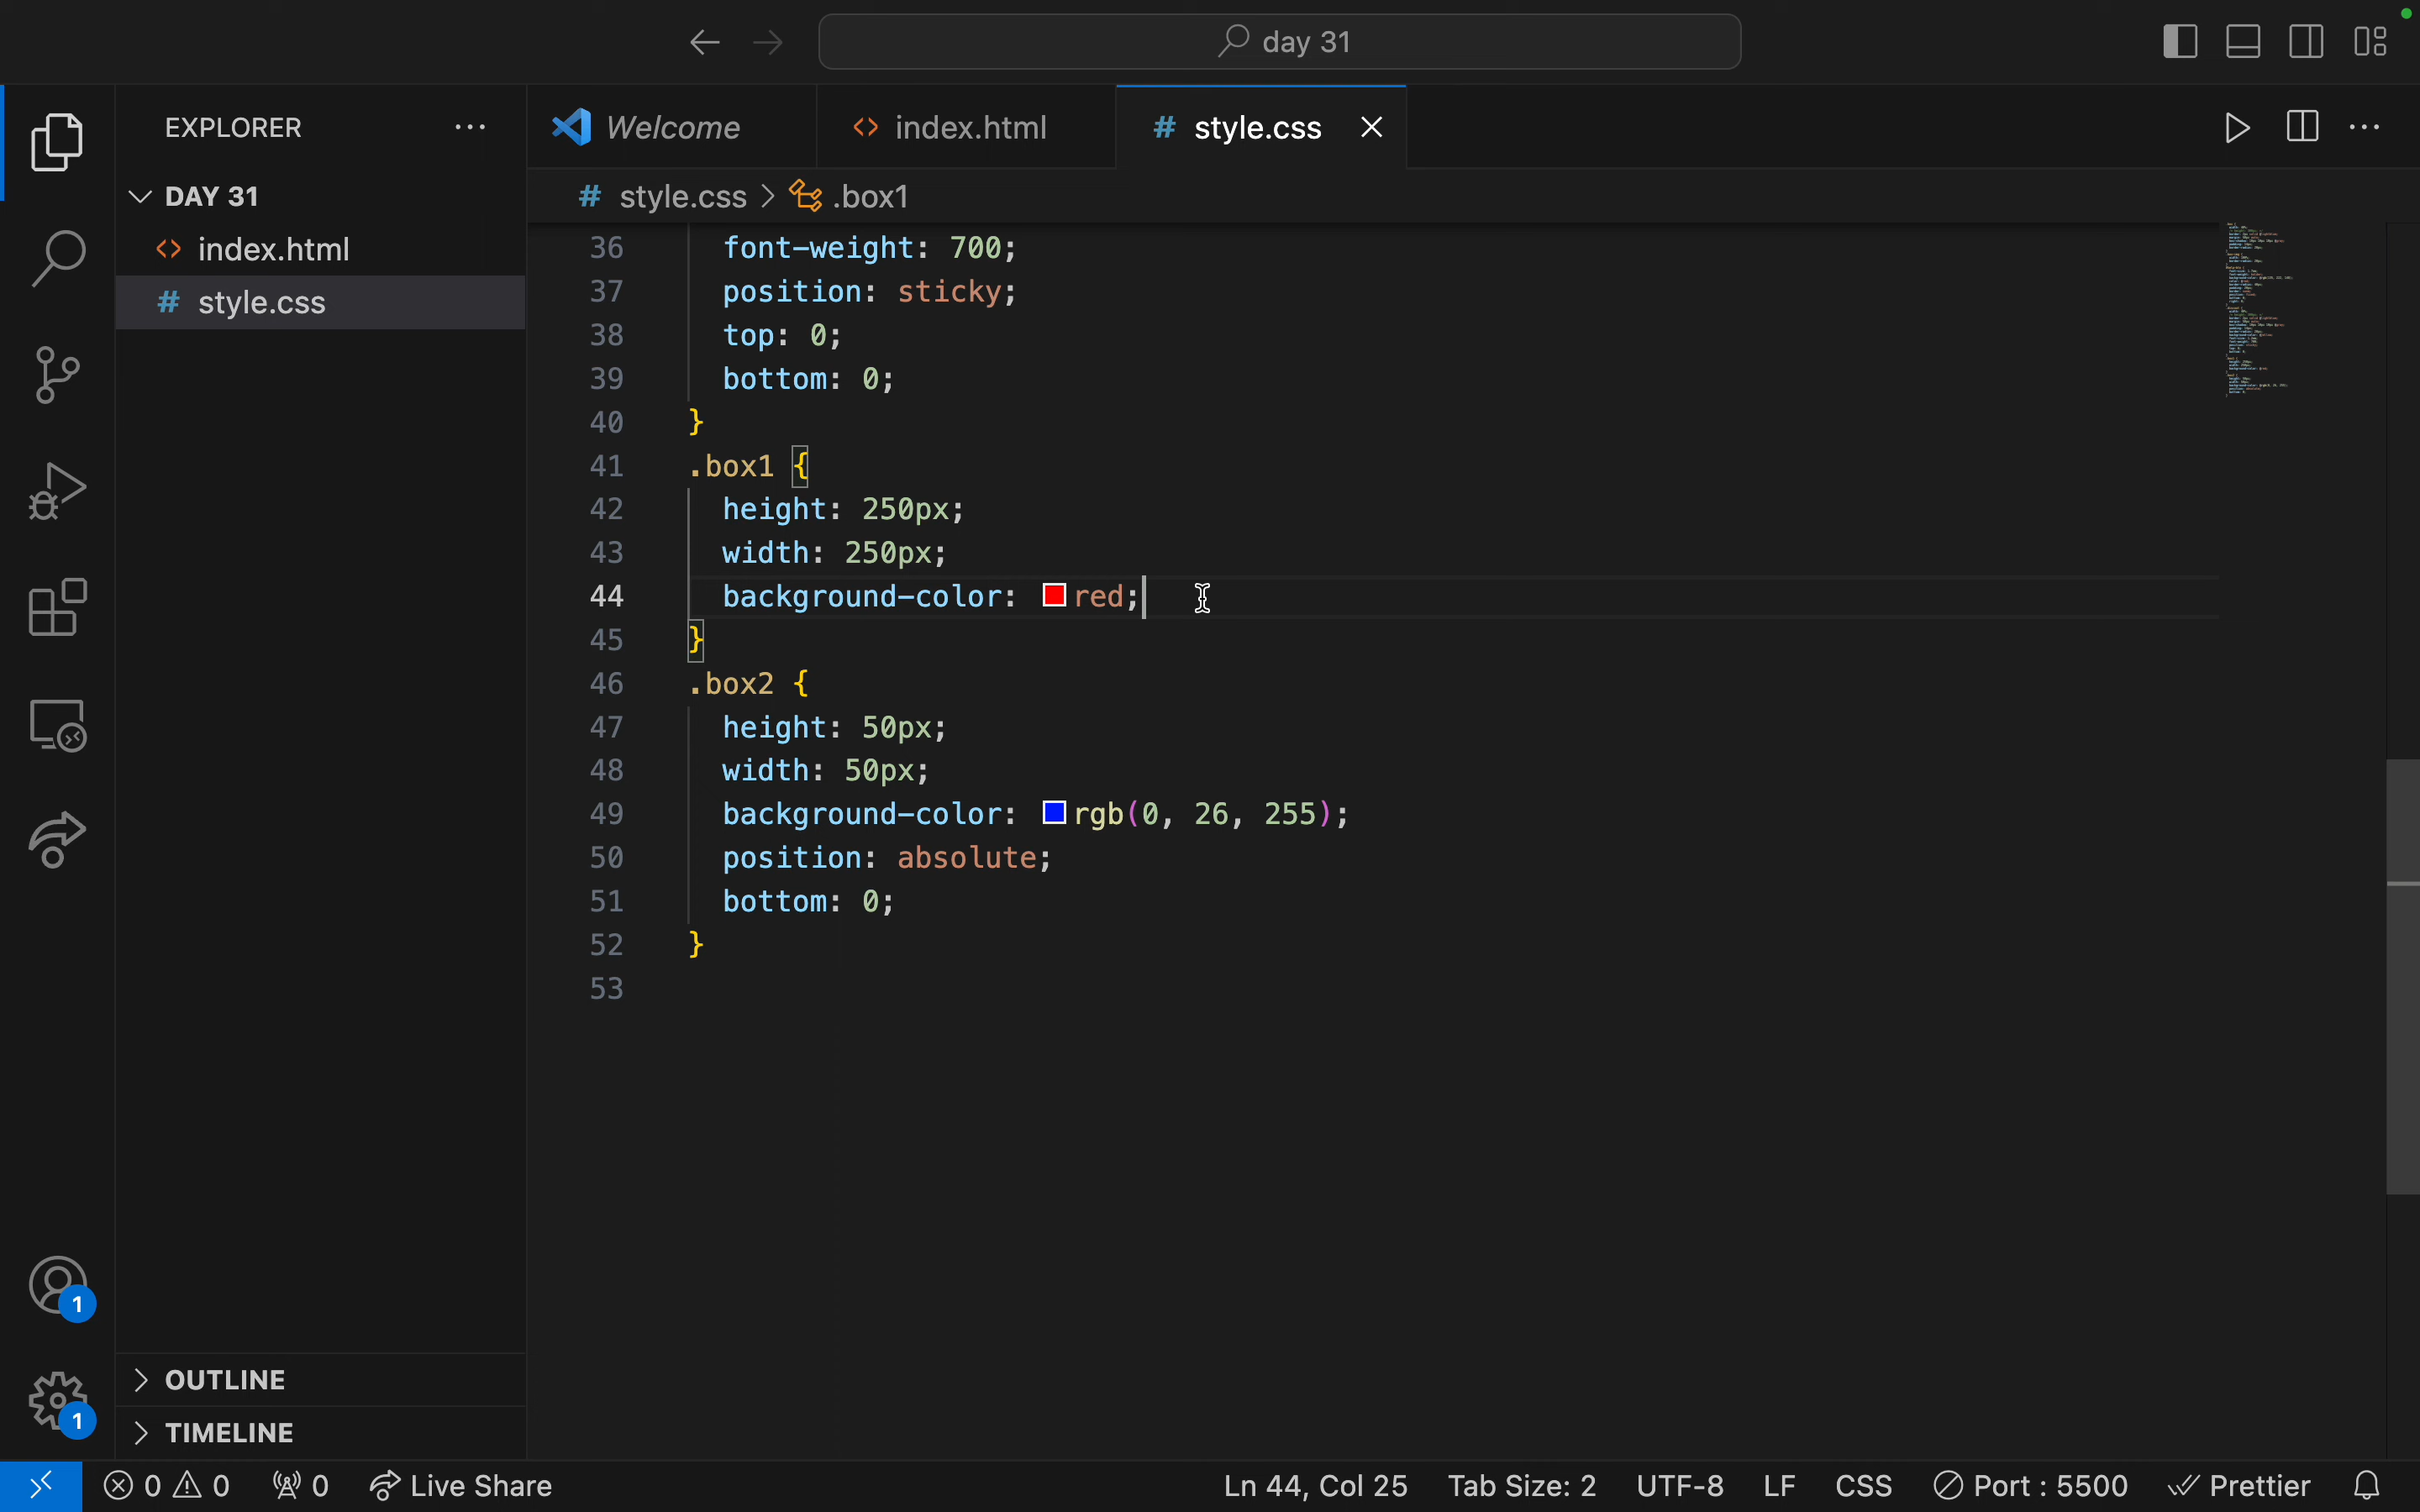 day 31
EXPLORER
Welcome
index.html
style.css
DAY 31
index.html
style.css
style.css > .box1
36 font-weight: 700;
37 position: sticky;
38 top: 0;
39 bottom: 0;
40 }
41 .box1 {
42 height: 250px;
43 width: 250px;
44 background-color: red;
45 }
46 .box2 {
47 height: 50px;
48 width: 50px;
49 background-color: rgb(0, 26, 255);
50 position: absolute;
51 bottom: 0;
52 }
53
1
1
OUTLINE
TIMELINE
0 0 0 Live Share Ln 44, Col 25 Tab Size: 2 UTF-8 LF CSS Port : 5500 Prettier